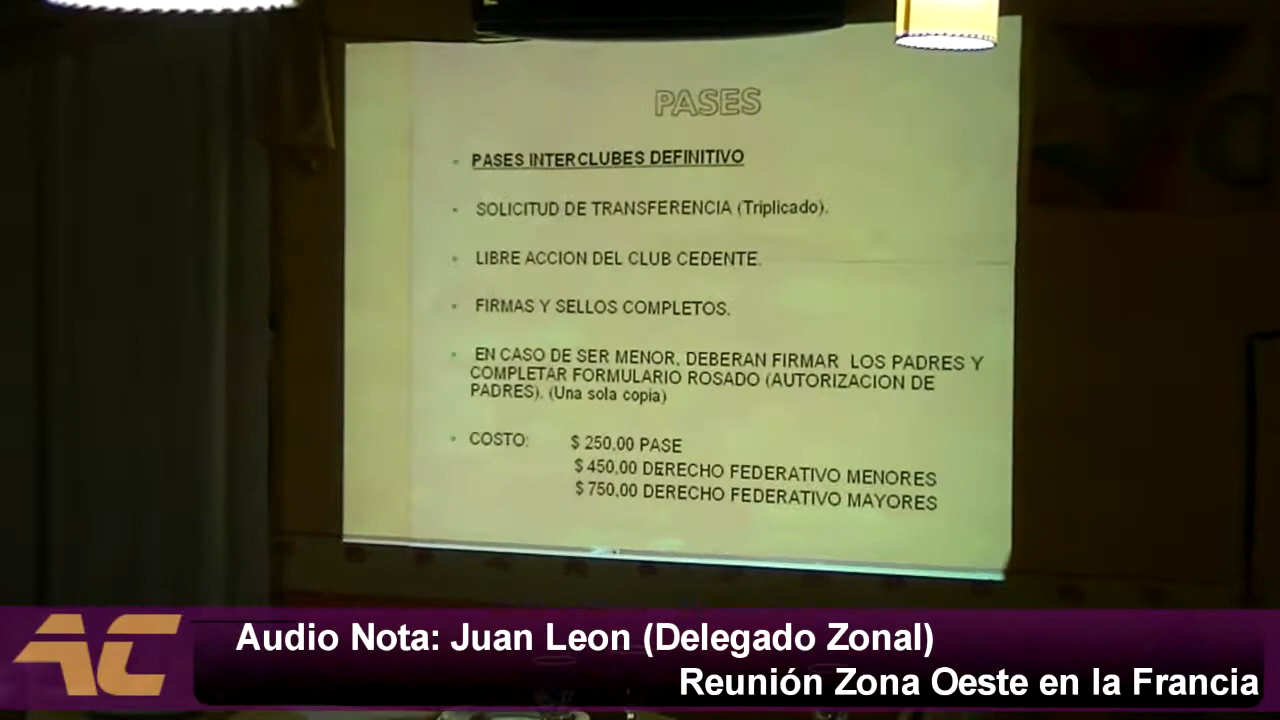 PASES
PASES INTERCLUBES DEFINITIVO
SOLICITUD DE TRANSFERENCIA (Triplicado).
LIBRE ACCION DEL CLUB CEDENTE.
FIRMAS Y SELLOS COMPLETOS.
EN CASO DE SER MENOR, DEBERAN FIRMAR LOS PADRES Y
COMPLETAR FORMULARIO ROSADO (AUTORIZACION DE
PADRES). (Una sola copia)
COSTO: $ 250,00 PASE
$ 450,00 DERECHO FEDERATIVO MENORES
$ 750,00 DERECHO FEDERATIVO MAYORES
AC
Audio Nota: Juan Leon (Delegado Zonal)
Reunión Zona Oeste en la Francia